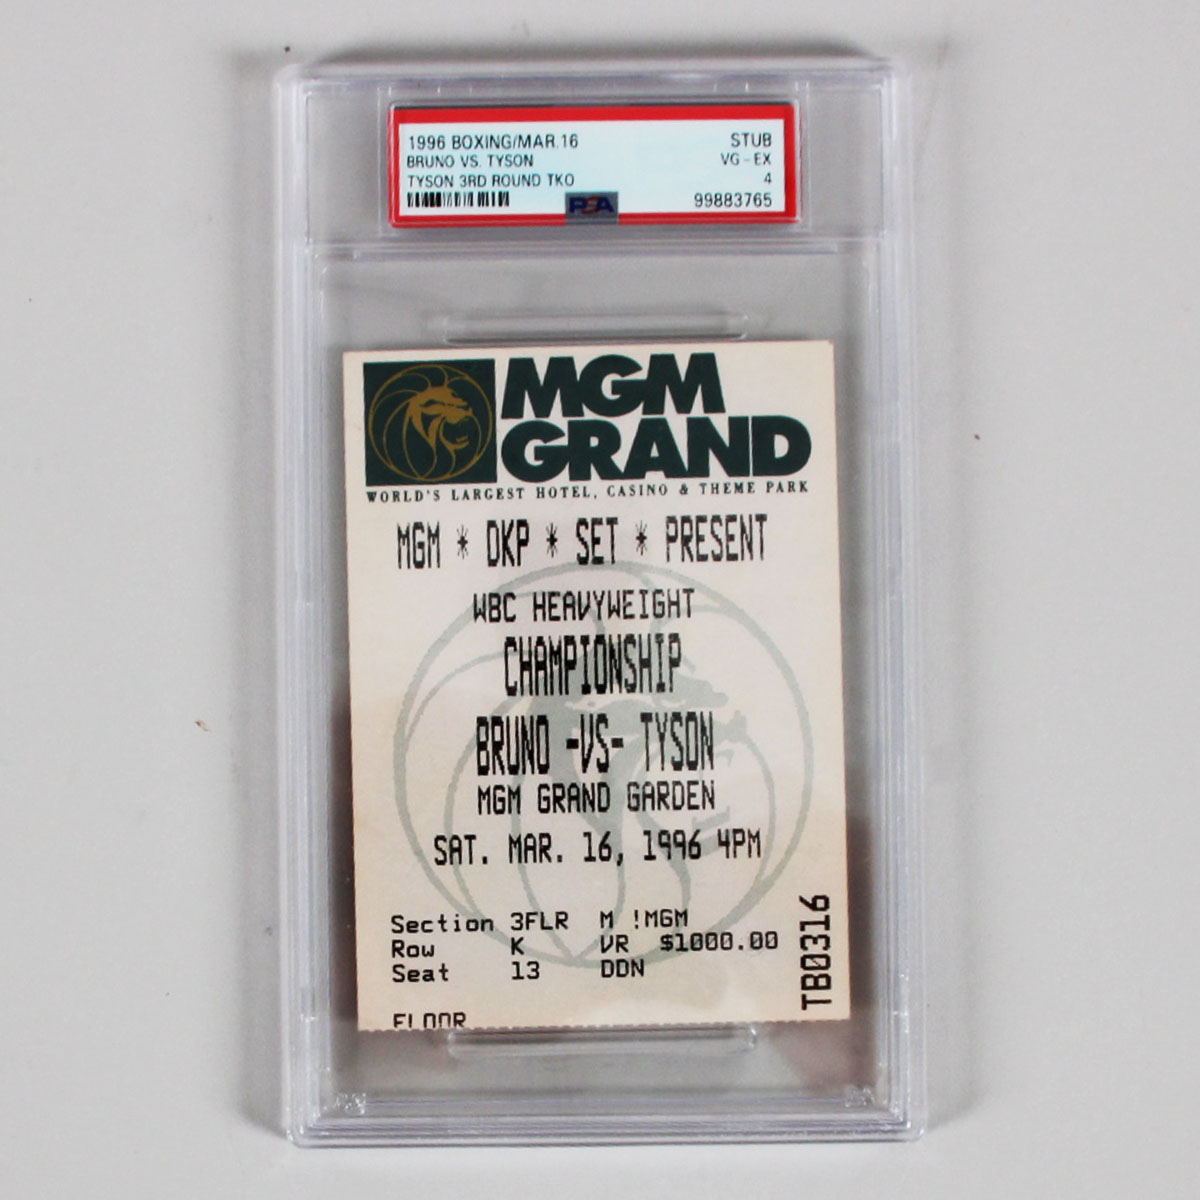 1996 BOXING/MAR.16 STUB
BRUNO VS. TYSON VG - EX
TYSON 3RD ROUND TKO 4
PSA 99883765
MGM
GRAND
WORLD'S LARGEST HOTEL, CASINO & THEME PARK
MGM * DKP * SET * PRESENT
WBC HEAVYWEIGHT
CHAMPIONSHIP
BRUNO -VS- TYSON
MGM GRAND GARDEN
SAT. MAR. 16, 1996 4PM
Section 3FLR M !MGM
Row K VR $1000.00
Seat 13 DDN
FLOOR
TB0316